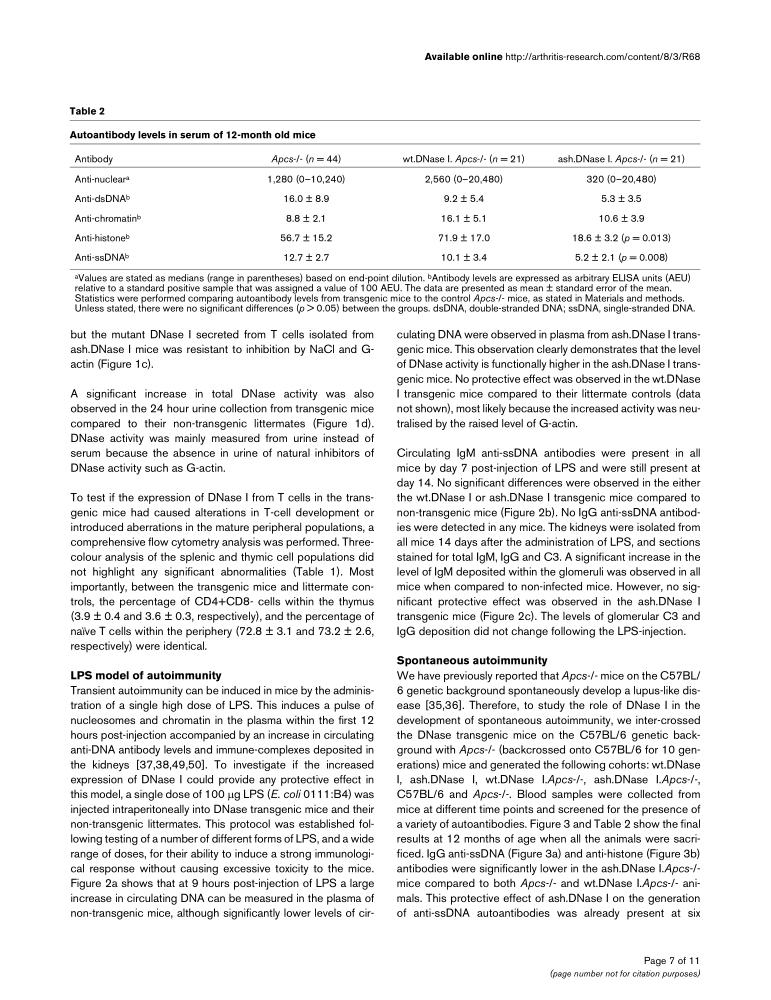 Available online http://arthritis-research.com/content/8/3/R68
Table 2
Autoantibody levels in serum of 12-month old mice
Antibody Apcs-/- (n = 44) wt.DNase I. Apcs-/- (n = 21) ash.DNase I. Apcs-/- (n = 21)
Anti-nuclearᵃ 1,280 (0–10,240) 2,560 (0–20,480) 320 (0–20,480)
Anti-dsDNAᵇ 16.0 ± 8.9 9.2 ± 5.4 5.3 ± 3.5
Anti-chromatinᵇ 8.8 ± 2.1 16.1 ± 5.1 10.6 ± 3.9
Anti-histoneᵇ 56.7 ± 15.2 71.9 ± 17.0 18.6 ± 3.2 (p = 0.013)
Anti-ssDNAᵇ 12.7 ± 2.7 10.1 ± 3.4 5.2 ± 2.1 (p = 0.008)
ᵃValues are stated as medians (range in parentheses) based on end-point dilution. ᵇAntibody levels are expressed as arbitrary ELISA units (AEU)
relative to a standard positive sample that was assigned a value of 100 AEU. The data are presented as mean ± standard error of the mean.
Statistics were performed comparing autoantibody levels from transgenic mice to the control Apcs-/- mice, as stated in Materials and methods.
Unless stated, there were no significant differences (p > 0.05) between the groups. dsDNA, double-stranded DNA; ssDNA, single-stranded DNA.
but the mutant DNase I secreted from T cells isolated from
ash.DNase I mice was resistant to inhibition by NaCl and G-
actin (Figure 1c).
A significant increase in total DNase activity was also
observed in the 24 hour urine collection from transgenic mice
compared to their non-transgenic littermates (Figure 1d).
DNase activity was mainly measured from urine instead of
serum because the absence in urine of natural inhibitors of
DNase activity such as G-actin.
To test if the expression of DNase I from T cells in the trans-
genic mice had caused alterations in T-cell development or
introduced aberrations in the mature peripheral populations, a
comprehensive flow cytometry analysis was performed. Three-
colour analysis of the splenic and thymic cell populations did
not highlight any significant abnormalities (Table 1). Most
importantly, between the transgenic mice and littermate con-
trols, the percentage of CD4+CD8- cells within the thymus
(3.9 ± 0.4 and 3.6 ± 0.3, respectively), and the percentage of
naïve T cells within the periphery (72.8 ± 3.1 and 73.2 ± 2.6,
respectively) were identical.
LPS model of autoimmunity
Transient autoimmunity can be induced in mice by the adminis-
tration of a single high dose of LPS. This induces a pulse of
nucleosomes and chromatin in the plasma within the first 12
hours post-injection accompanied by an increase in circulating
anti-DNA antibody levels and immune-complexes deposited in
the kidneys [37,38,49,50]. To investigate if the increased
expression of DNase I could provide any protective effect in
this model, a single dose of 100 μg LPS (E. coli 0111:B4) was
injected intraperitoneally into DNase transgenic mice and their
non-transgenic littermates. This protocol was established fol-
lowing testing of a number of different forms of LPS, and a wide
range of doses, for their ability to induce a strong immunologi-
cal response without causing excessive toxicity to the mice.
Figure 2a shows that at 9 hours post-injection of LPS a large
increase in circulating DNA can be measured in the plasma of
non-transgenic mice, although significantly lower levels of cir-
culating DNA were observed in plasma from ash.DNase I trans-
genic mice. This observation clearly demonstrates that the level
of DNase activity is functionally higher in the ash.DNase I trans-
genic mice. No protective effect was observed in the wt.DNase
I transgenic mice compared to their littermate controls (data
not shown), most likely because the increased activity was neu-
tralised by the raised level of G-actin.
Circulating IgM anti-ssDNA antibodies were present in all
mice by day 7 post-injection of LPS and were still present at
day 14. No significant differences were observed in the either
the wt.DNase I or ash.DNase I transgenic mice compared to
non-transgenic mice (Figure 2b). No IgG anti-ssDNA antibod-
ies were detected in any mice. The kidneys were isolated from
all mice 14 days after the administration of LPS, and sections
stained for total IgM, IgG and C3. A significant increase in the
level of IgM deposited within the glomeruli was observed in all
mice when compared to non-infected mice. However, no sig-
nificant protective effect was observed in the ash.DNase I
transgenic mice (Figure 2c). The levels of glomerular C3 and
IgG deposition did not change following the LPS-injection.
Spontaneous autoimmunity
We have previously reported that Apcs-/- mice on the C57BL/
6 genetic background spontaneously develop a lupus-like dis-
ease [35,36]. Therefore, to study the role of DNase I in the
development of spontaneous autoimmunity, we inter-crossed
the DNase transgenic mice on the C57BL/6 genetic back-
ground with Apcs-/- (backcrossed onto C57BL/6 for 10 gen-
erations) mice and generated the following cohorts: wt.DNase
I, ash.DNase I, wt.DNase I.Apcs-/-, ash.DNase I.Apcs-/-,
C57BL/6 and Apcs-/-. Blood samples were collected from
mice at different time points and screened for the presence of
a variety of autoantibodies. Figure 3 and Table 2 show the final
results at 12 months of age when all the animals were sacri-
ficed. IgG anti-ssDNA (Figure 3a) and anti-histone (Figure 3b)
antibodies were significantly lower in the ash.DNase I.Apcs-/-
mice compared to both Apcs-/- and wt.DNase I.Apcs-/- ani-
mals. This protective effect of ash.DNase I on the generation
of anti-ssDNA autoantibodies was already present at six
Page 7 of 11
(page number not for citation purposes)